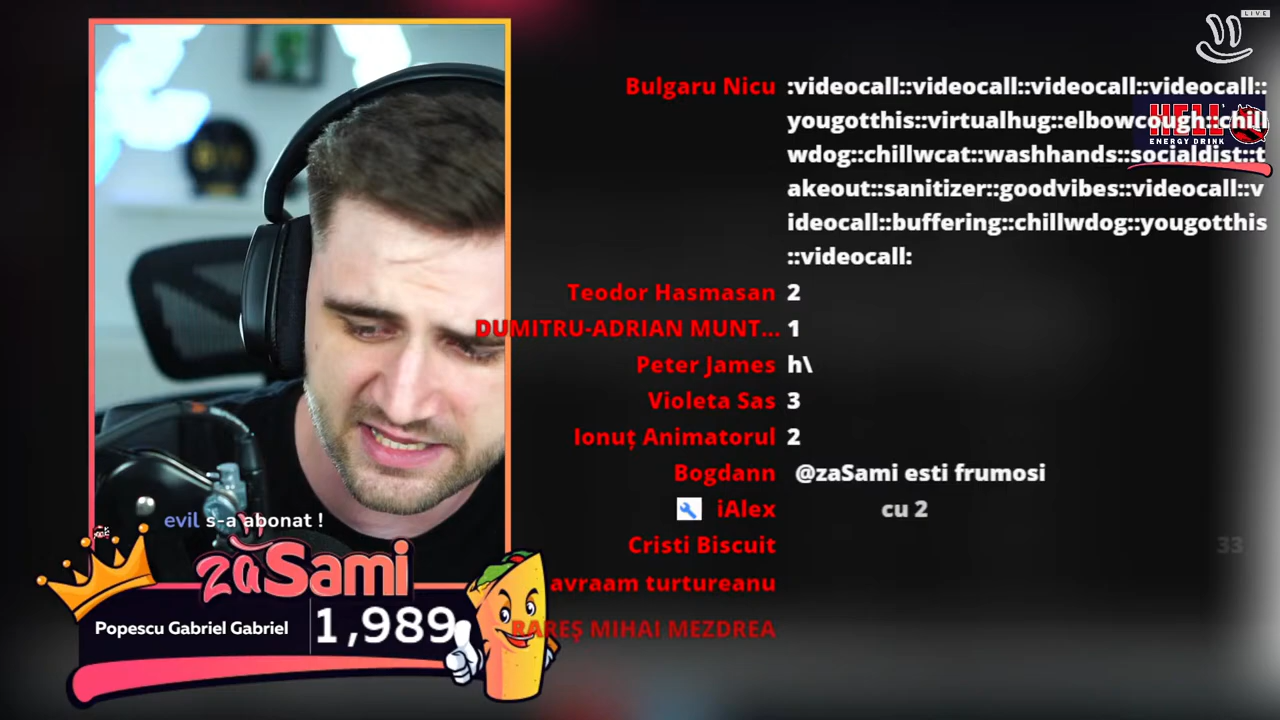 LIVE
Bulgaru Nicu :videocall::videocall::videocall::videocall::
yougotthis::virtualhug::elbowcough::chill
wdog::chillwcat::washhands::socialdist::t
akeout::sanitizer::goodvibes::videocall::v
ideocall::buffering::chillwdog::yougotthis
::videocall:
HELL
ENERGY DRINK
Teodor Hasmasan 2
DUMITRU-ADRIAN MUNT... 1
Peter James h\
Violeta Sas 3
Ionuț Animatorul 2
Bogdann @zaSami esti frumosi
iAlex cu 2
Cristi Biscuit 33
avraam turtureanu
RAREȘ MIHAI MEZDREA
evil s-a abonat !
zaSami
Popescu Gabriel Gabriel 1,989